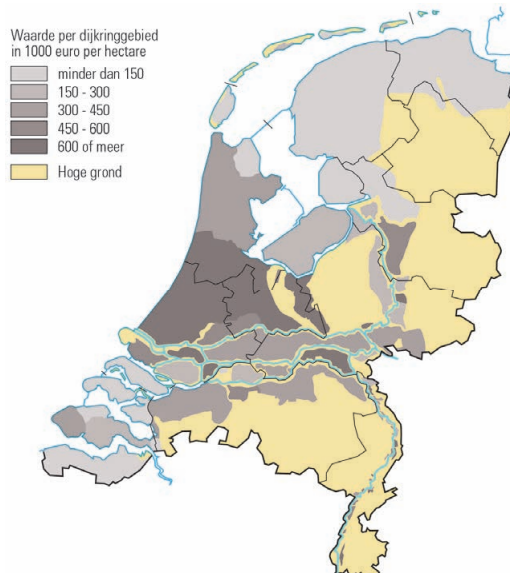 Waarde per dijkringgebied
in 1000 euro per hectare
minder dan 150
150 - 300
300 - 450
450 - 600
600 of meer
Hoge grond